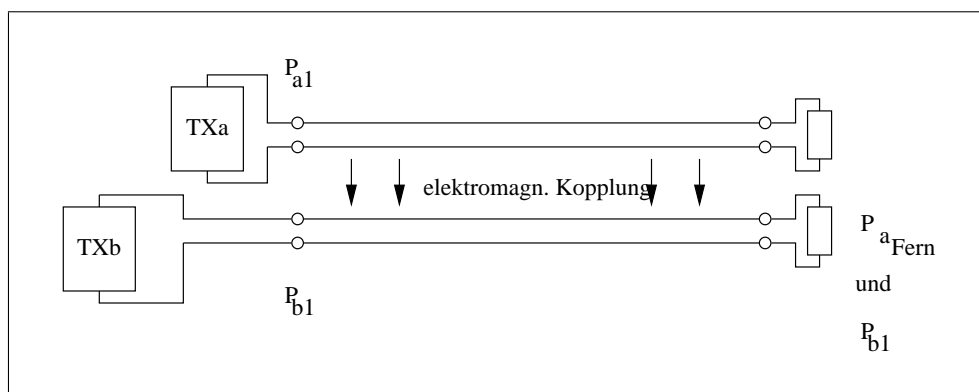 P a1
TXa
elektromagn. Kopplung
TXb
P a Fern
und
P b1
P b1